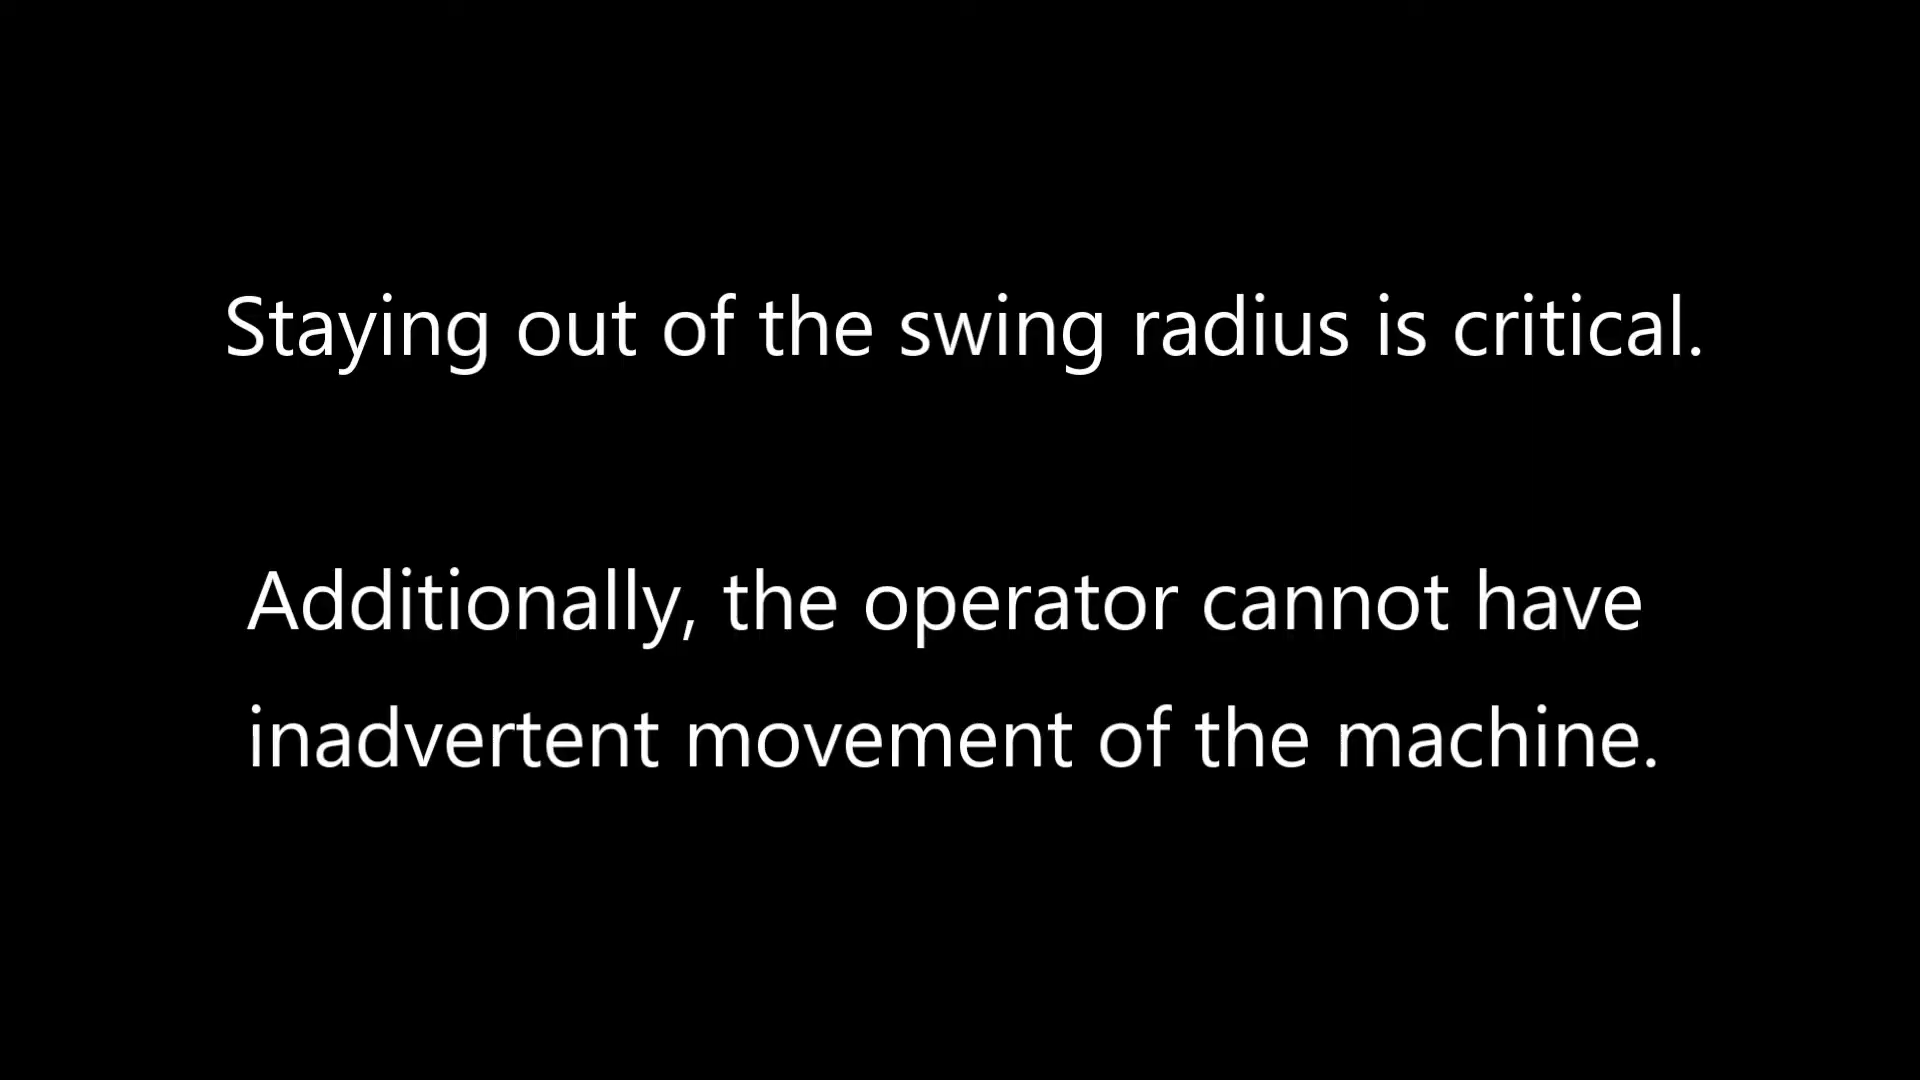 Staying out of the swing radius is critical.
Additionally, the operator cannot have
inadvertent movement of the machine.